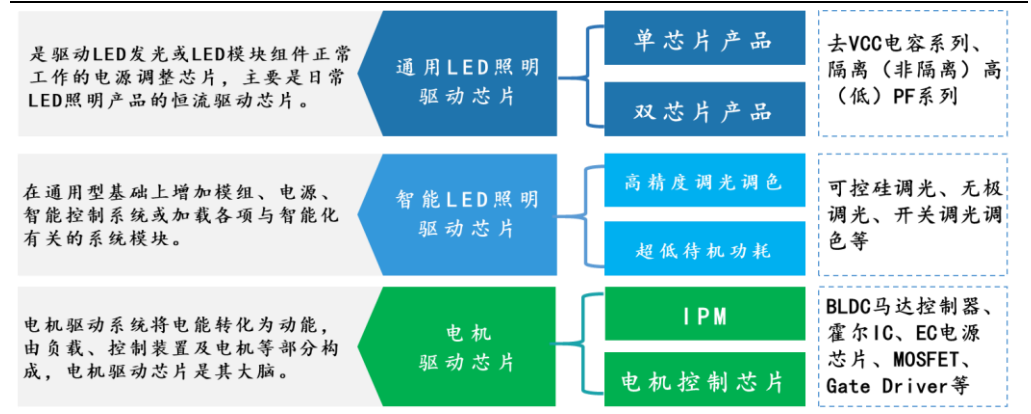 是驱动LED发光或LED模块组件正常
工作的电源调整芯片，主要是日常
LED照明产品的恒流驱动芯片。
通用LED照明
驱动芯片
单芯片产品
双芯片产品
去VCC电容系列、
隔离（非隔离）高
（低）PF系列
在通用型基础上增加模组、电源、
智能控制系统或加载各项与智能化
有关的系统模块。
智能LED照明
驱动芯片
高精度调光调色
超低待机功耗
可控硅调光、无极
调光、开关调光调
色等
电机驱动系统将电能转化为动能，
由负载、控制装置及电机等部分构
成，电机驱动芯片是其大脑。
电机
驱动芯片
IPM
电机控制芯片
BLDC马达控制器、
霍尔IC、EC电源
芯片、MOSFET、
Gate Driver等